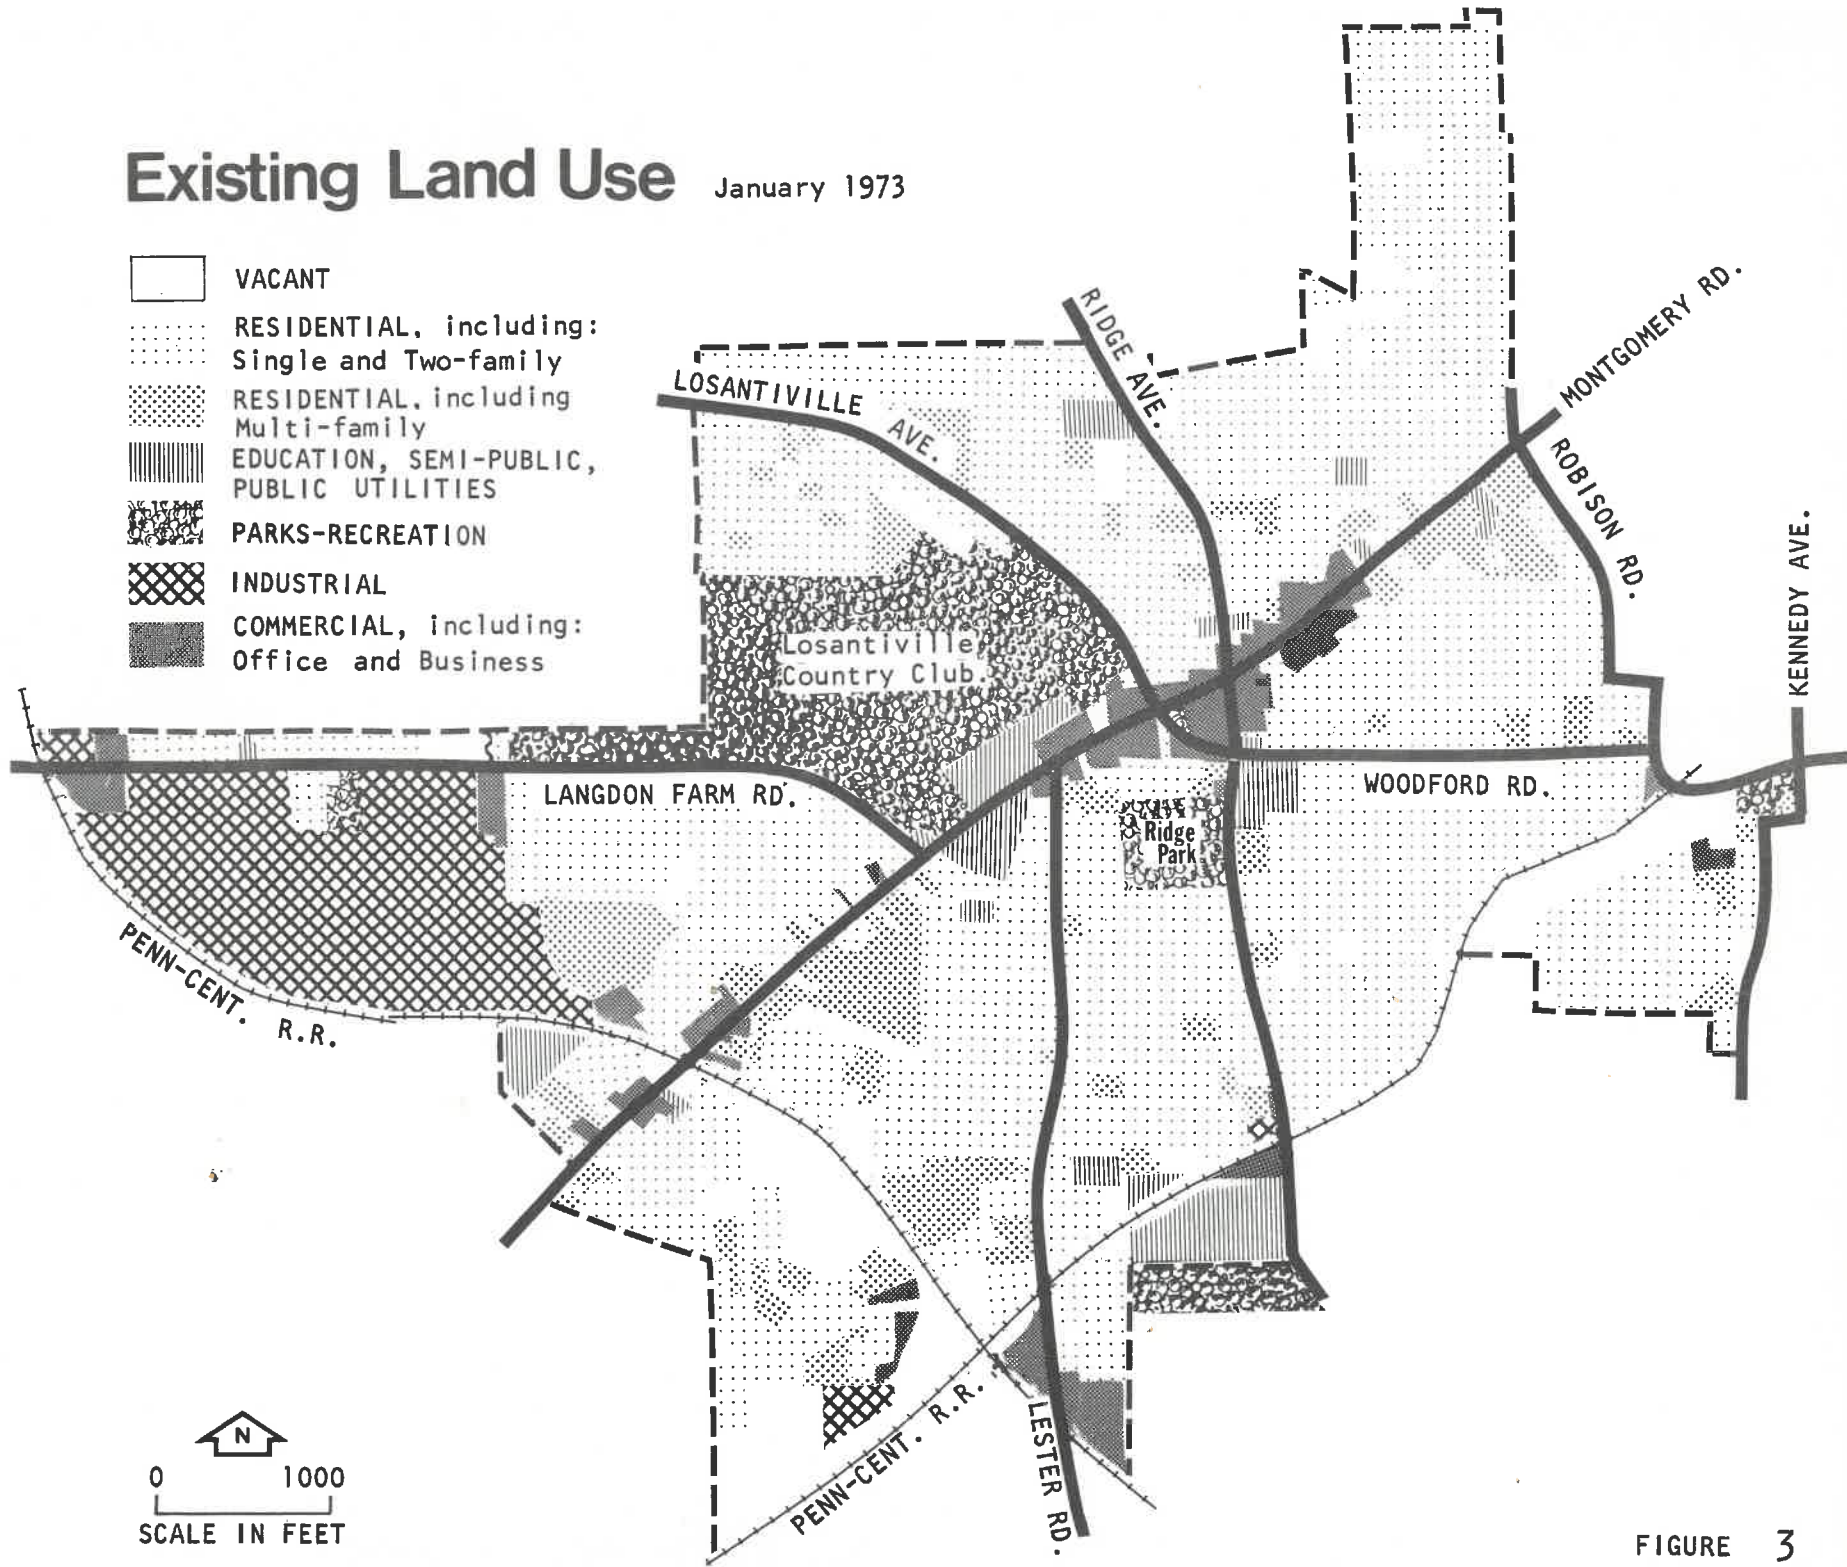 Existing Land Use January 1973
VACANT
RESIDENTIAL, including:
Single and Two-family
RESIDENTIAL, including
Multi-family
EDUCATION, SEMI-PUBLIC,
PUBLIC UTILITIES
PARKS-RECREATION
INDUSTRIAL
COMMERCIAL, including:
Office and Business
RIDGE AVE.
MONTGOMERY RD.
LOSANTIVILLE AVE.
ROBISON RD.
KENNEDY AVE.
Losantiville
Country Club
LANGDON FARM RD.
WOODFORD RD.
Ridge
Park
PENN-CENT. R.R.
PENN-CENT. R.R.
LESTER RD.
N
0 1000
SCALE IN FEET
FIGURE 3